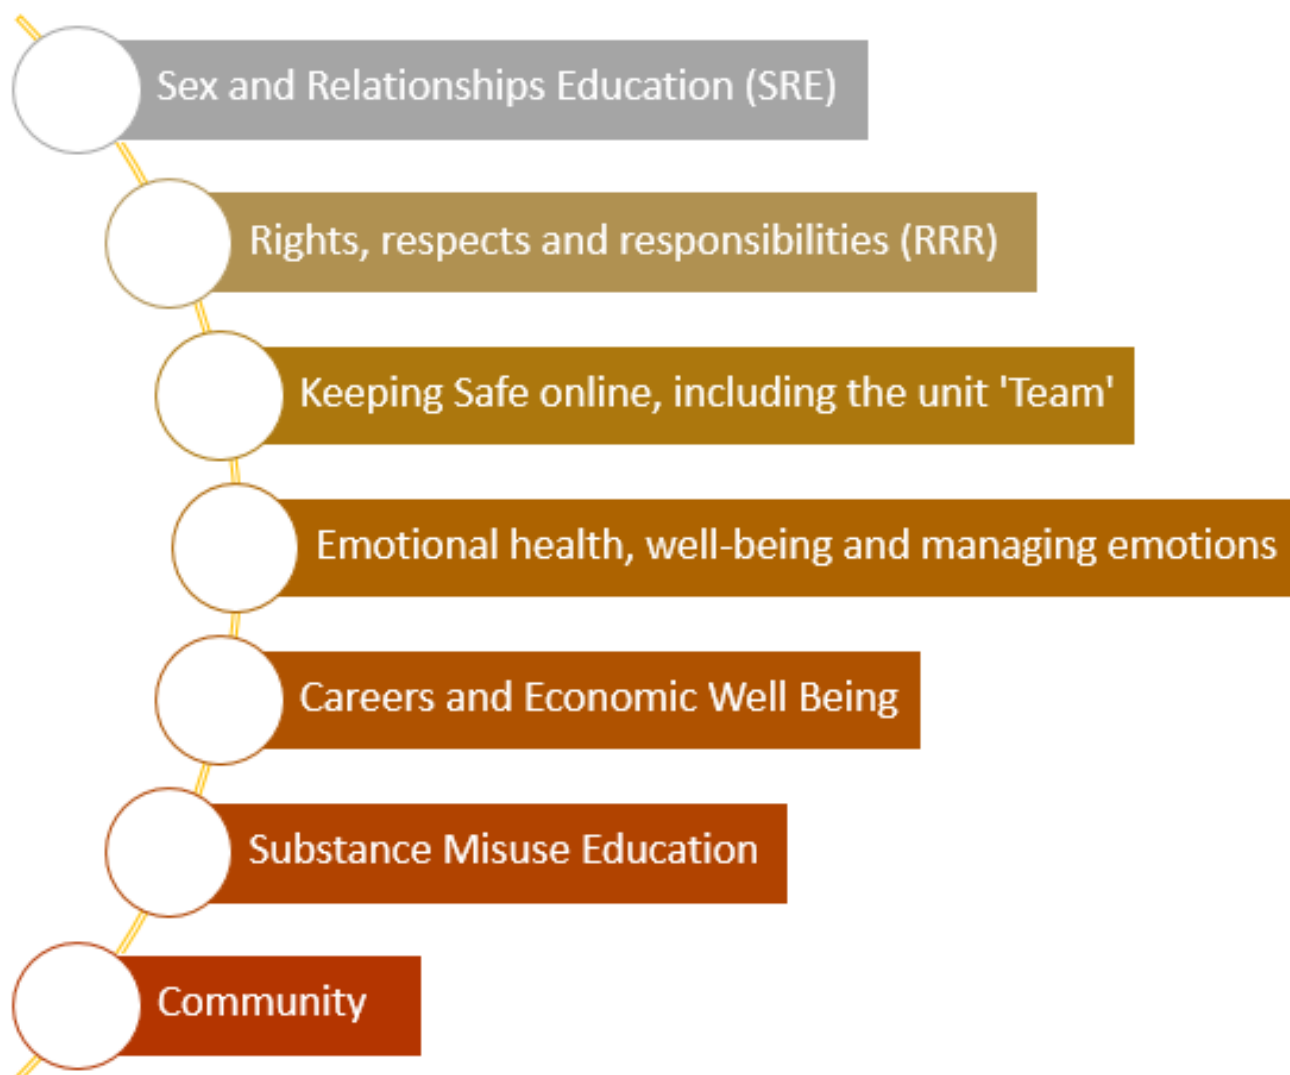 Sex and Relationships Education (SRE)
Rights, respects and responsibilities (RRR)
Keeping Safe online, including the unit 'Team'
Emotional health, well-being and managing emotions
Careers and Economic Well Being
Substance Misuse Education
Community